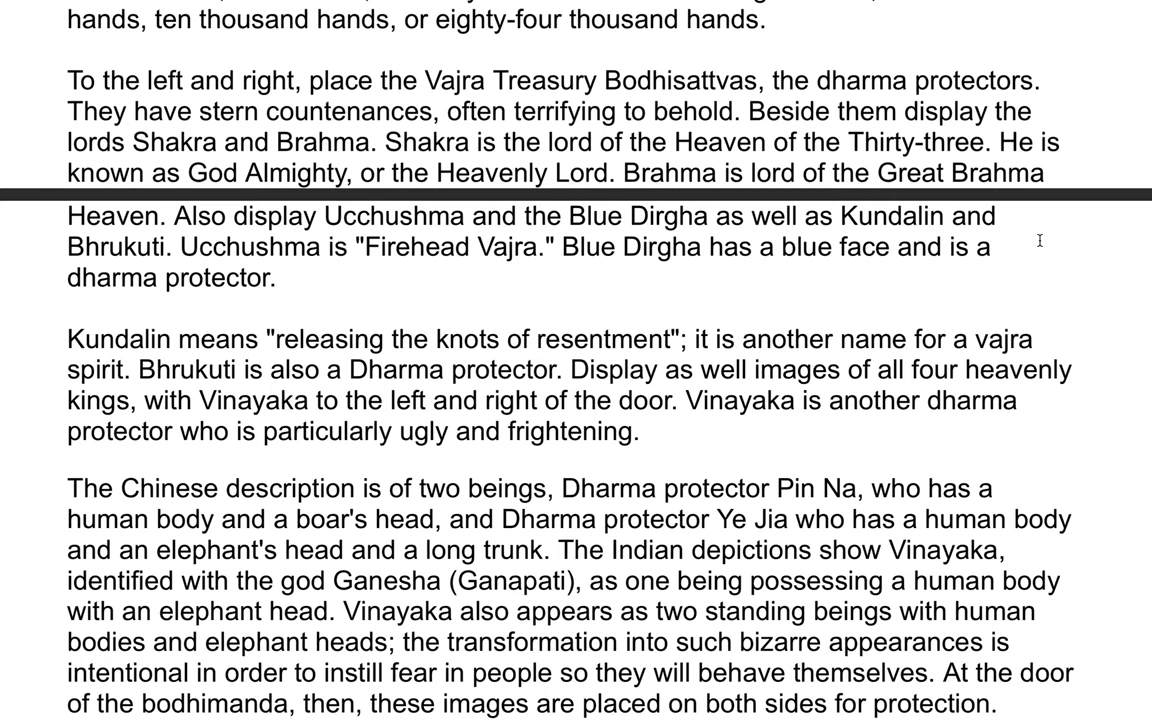 hands, ten thousand hands, or eighty-four thousand hands.
To the left and right, place the Vajra Treasury Bodhisattvas, the dharma protectors.
They have stern countenances, often terrifying to behold. Beside them display the
lords Shakra and Brahma. Shakra is the lord of the Heaven of the Thirty-three. He is
known as God Almighty, or the Heavenly Lord. Brahma is lord of the Great Brahma
Heaven. Also display Ucchushma and the Blue Dirgha as well as Kundalin and
Bhrukuti. Ucchushma is "Firehead Vajra." Blue Dirgha has a blue face and is a
dharma protector.
Kundalin means "releasing the knots of resentment"; it is another name for a vajra
spirit. Bhrukuti is also a Dharma protector. Display as well images of all four heavenly
kings, with Vinayaka to the left and right of the door. Vinayaka is another dharma
protector who is particularly ugly and frightening.
The Chinese description is of two beings, Dharma protector Pin Na, who has a
human body and a boar's head, and Dharma protector Ye Jia who has a human body
and an elephant's head and a long trunk. The Indian depictions show Vinayaka,
identified with the god Ganesha (Ganapati), as one being possessing a human body
with an elephant head. Vinayaka also appears as two standing beings with human
bodies and elephant heads; the transformation into such bizarre appearances is
intentional in order to instill fear in people so they will behave themselves. At the door
of the bodhimanda, then, these images are placed on both sides for protection.